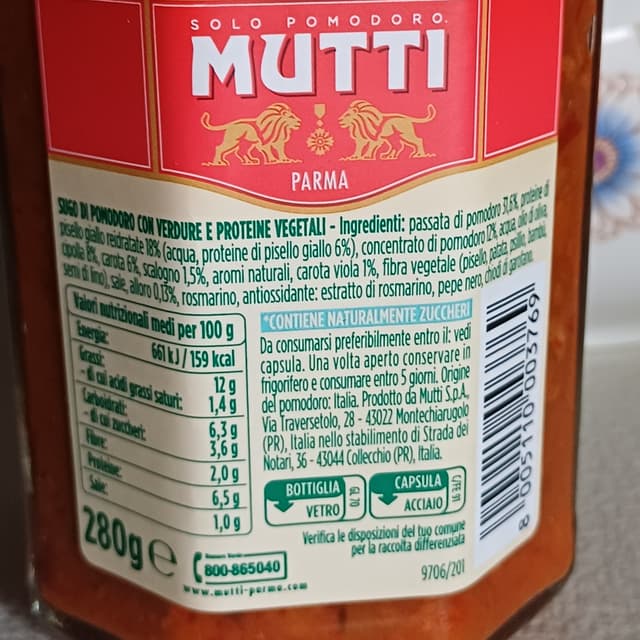 SOLO POMODORO.
MUTTI
PARMA
SUGO DI POMODORO CON VERDURE E PROTEINE VEGETALI - Ingredienti: passata di pomodoro 31,6%, proteine di
pisello giallo reidratate 18% (acqua, proteine di pisello giallo 6%), concentrato di pomodoro 12%, acqua, olio di oliva,
cipolla 8%, carota 6%, scalogno 1,5%, aromi naturali, carota viola 1%, fibra vegetale (pisello, patata, psillio, bambù,
semi di lino), sale, alloro 0,13%, rosmarino, antiossidante: estratto di rosmarino, pepe nero, chiodi di garofano.
Valori nutrizionali medi per 100 g
Energia: 661 kJ / 159 kcal
Grassi: 12 g
- di cui acidi grassi saturi: 1,4 g
Carboidrati: 6,3 g
- di cui zuccheri: 3,6 g
Fibre: 2,0 g
Proteine: 6,5 g
Sale: 1,0 g
*CONTIENE NATURALMENTE ZUCCHERI
Da consumarsi preferibilmente entro il: vedi
capsula. Una volta aperto conservare in
frigorifero e consumare entro 5 giorni. Origine
del pomodoro: Italia. Prodotto da Mutti S.p.A.,
Via Traversetolo, 28 - 43022 Montechiarugolo
(PR), Italia nello stabilimento di Strada dei
Notari, 36 - 43044 Collecchio (PR), Italia.
BOTTIGLIA
VETRO
GL 70
CAPSULA
ACCIAIO
C/FE 91
Verifica le disposizioni del tuo comune
per la raccolta differenziata
280g e
800-865040
www.mutti-parma.com
9706/201
8 005110 003769